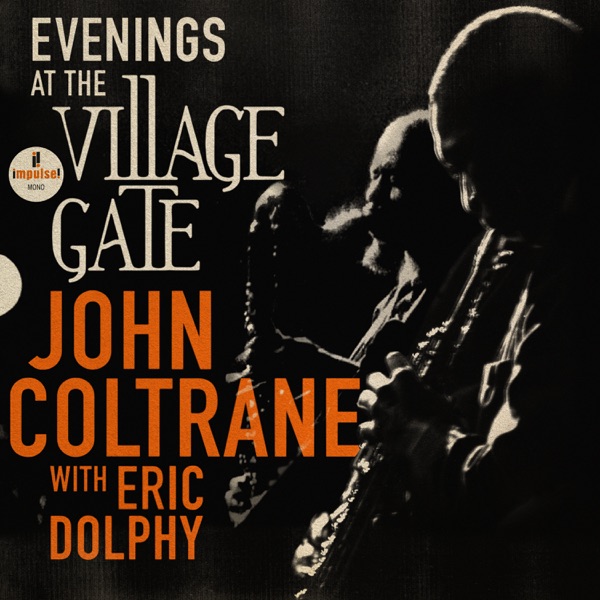 EVENINGS
AT THE
VILLAGE
GATE
impulse!
MONO
JOHN
COLTRANE
WITH ERIC
DOLPHY